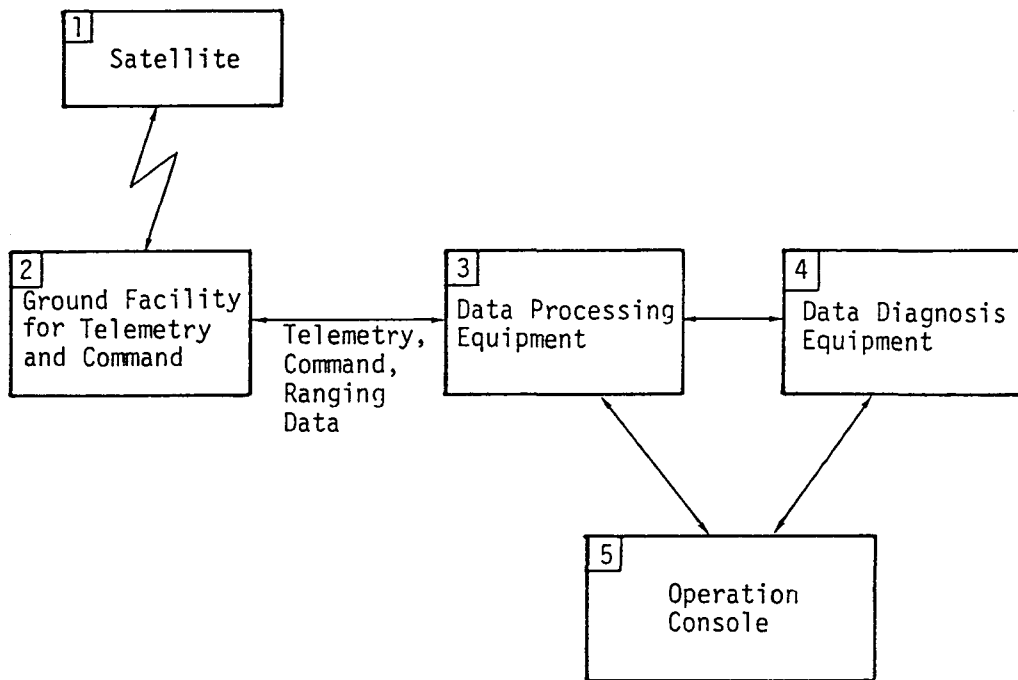 1
Satellite
2
Ground Facility
for Telemetry
and Command
Telemetry,
Command,
Ranging
Data
3
Data Processing
Equipment
4
Data Diagnosis
Equipment
5
Operation
Console